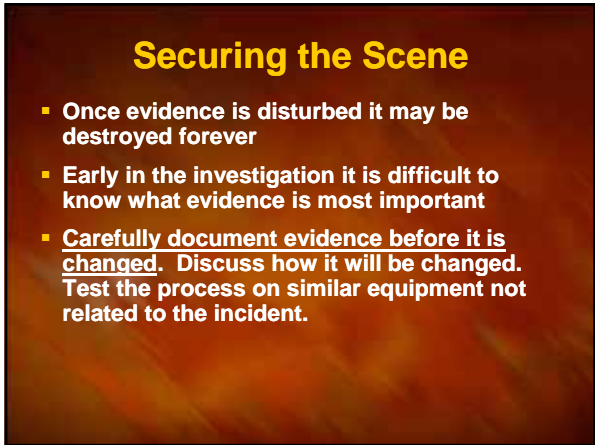 Securing the Scene
▪ Once evidence is disturbed it may be
destroyed forever
▪ Early in the investigation it is difficult to
know what evidence is most important
▪ Carefully document evidence before it is
changed.  Discuss how it will be changed.
Test the process on similar equipment not
related to the incident.